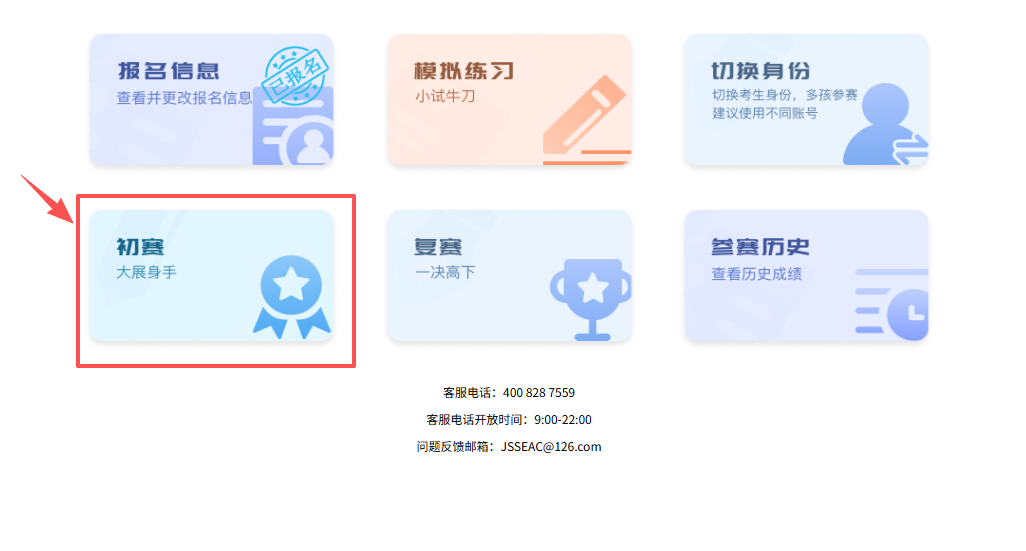 报名信息
查看并更改报名信息
已报名
模拟练习
小试牛刀
切换身份
切换考生身份，多孩参赛
建议使用不同账号
初赛
大展身手
复赛
一决高下
参赛历史
查看历史成绩
客服电话：400 828 7559
客服电话开放时间：9:00-22:00
问题反馈邮箱：JSSEAC@126.com